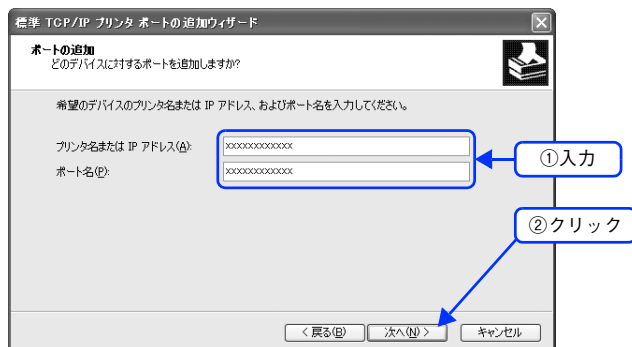 標準 TCP/IP プリンタ ポートの追加ウィザード
ポートの追加
どのデバイスに対するポートを追加しますか?
希望のデバイスのプリンタ名または IP アドレス、およびポート名を入力してください。
プリンタ名または IP アドレス(A): xxxxxxxxxxxx
ポート名(P): xxxxxxxxxxxx
①入力
②クリック
< 戻る(B) 次へ(N) > キャンセル